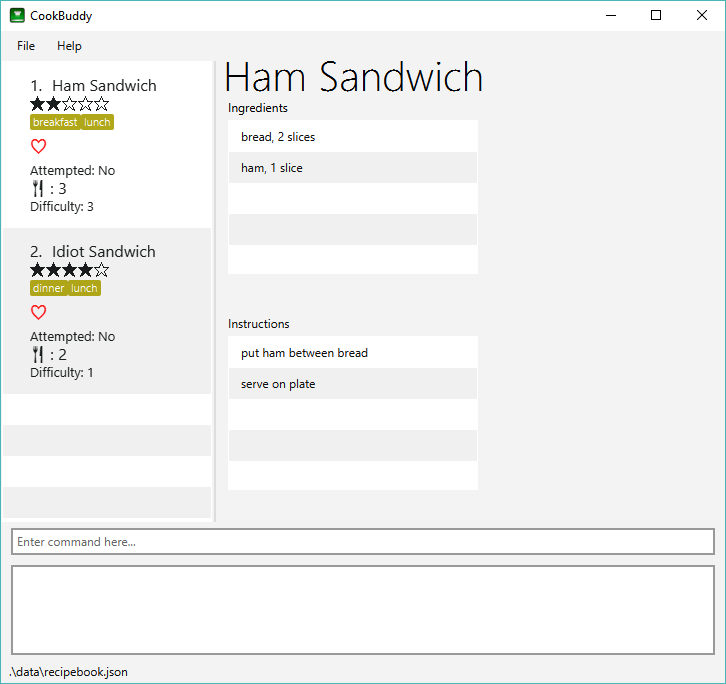 CookBuddy
File Help
1. Ham Sandwich
breakfast lunch
Attempted: No
: 3
Difficulty: 3
2. Idiot Sandwich
dinner lunch
Attempted: No
: 2
Difficulty: 1
Ham Sandwich
Ingredients
bread, 2 slices
ham, 1 slice
Instructions
put ham between bread
serve on plate
Enter command here...
.\data\recipebook.json